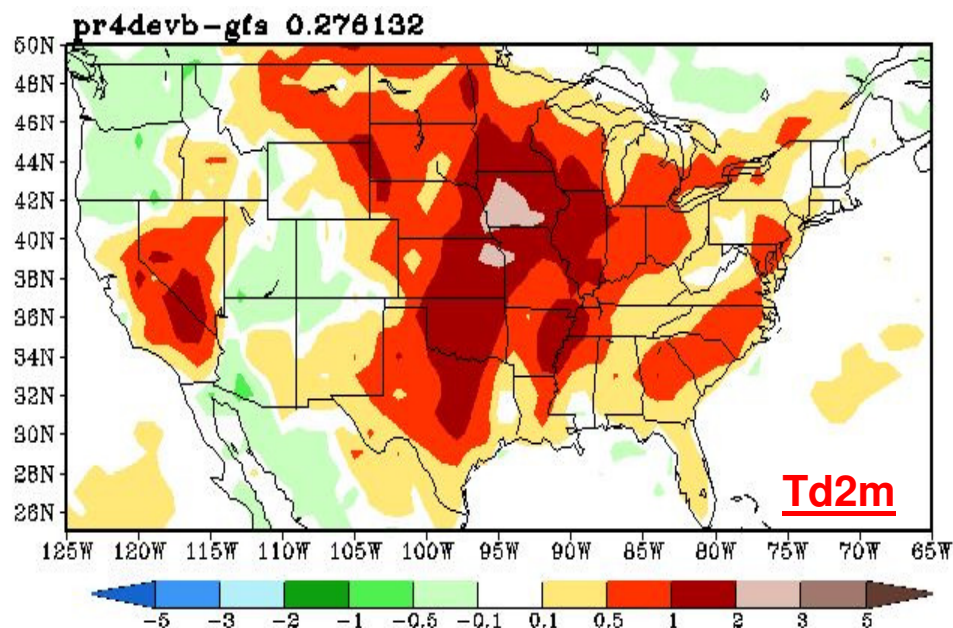 pr4devb-gfs 0.276132
50N
48N
46N
44N
42N
40N
38N
36N
34N
32N
30N
28N
26N
Td2m
125W 120W 115W 110W 105W 100W 95W 90W 85W 80W 75W 70W 65W
-5 -3 -2 -1 -0.5 -0.1 0.1 0.5 1 2 3 5